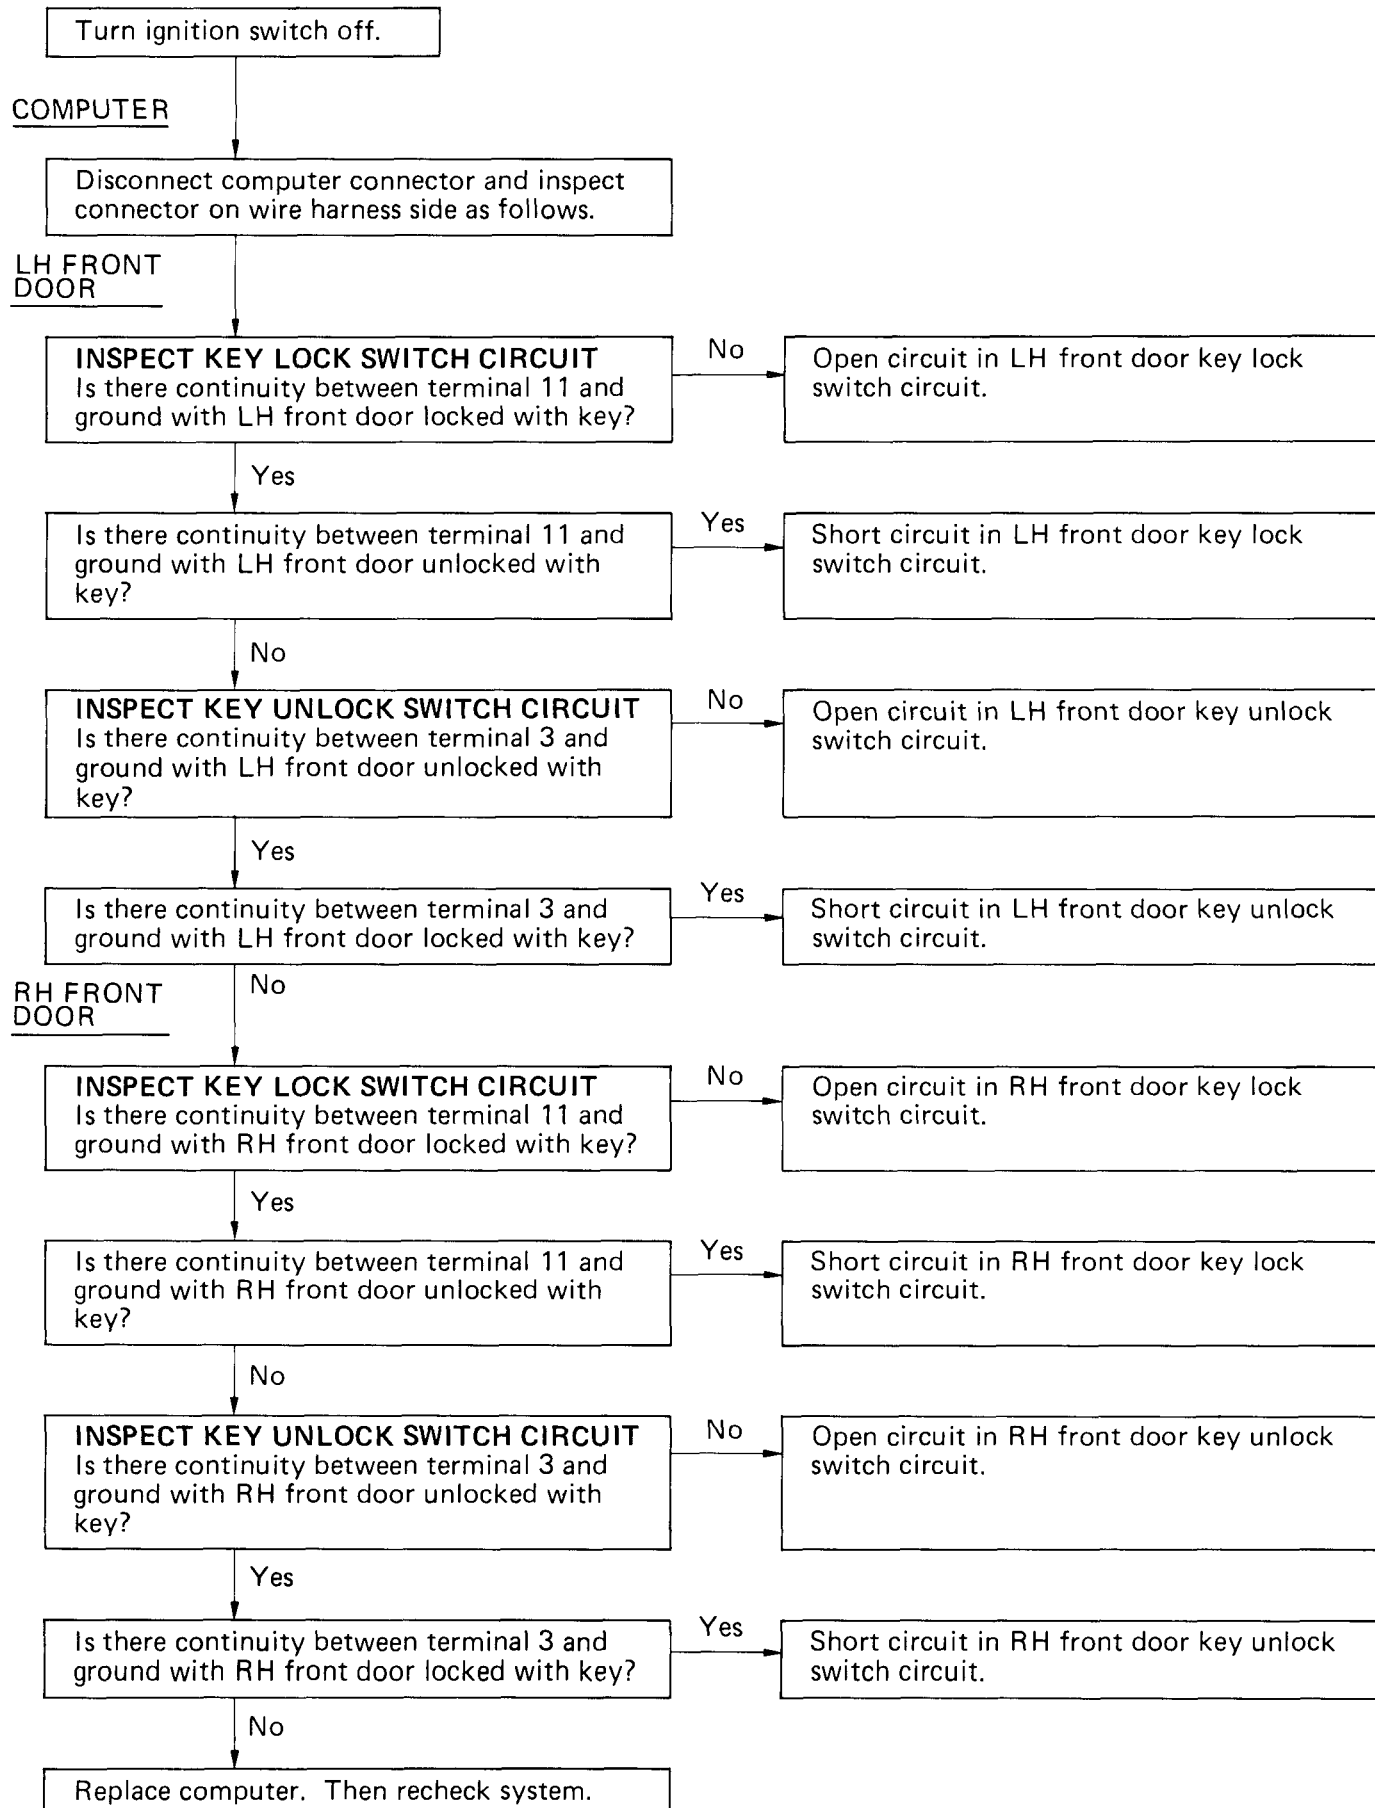 Turn ignition switch off.
COMPUTER
Disconnect computer connector and inspect
connector on wire harness side as follows.
LH FRONT
DOOR
INSPECT KEY LOCK SWITCH CIRCUIT
Is there continuity between terminal 11 and
ground with LH front door locked with key?
No
Open circuit in LH front door key lock
switch circuit.
Yes
Is there continuity between terminal 11 and
ground with LH front door unlocked with
key?
Yes
Short circuit in LH front door key lock
switch circuit.
No
INSPECT KEY UNLOCK SWITCH CIRCUIT
Is there continuity between terminal 3 and
ground with LH front door unlocked with
key?
No
Open circuit in LH front door key unlock
switch circuit.
Yes
Is there continuity between terminal 3 and
ground with LH front door locked with key?
Yes
Short circuit in LH front door key unlock
switch circuit.
No
RH FRONT
DOOR
INSPECT KEY LOCK SWITCH CIRCUIT
Is there continuity between terminal 11 and
ground with RH front door locked with key?
No
Open circuit in RH front door key lock
switch circuit.
Yes
Is there continuity between terminal 11 and
ground with RH front door unlocked with
key?
Yes
Short circuit in RH front door key lock
switch circuit.
No
INSPECT KEY UNLOCK SWITCH CIRCUIT
Is there continuity between terminal 3 and
ground with RH front door unlocked with
key?
No
Open circuit in RH front door key unlock
switch circuit.
Yes
Is there continuity between terminal 3 and
ground with RH front door locked with key?
Yes
Short circuit in RH front door key unlock
switch circuit.
No
Replace computer. Then recheck system.